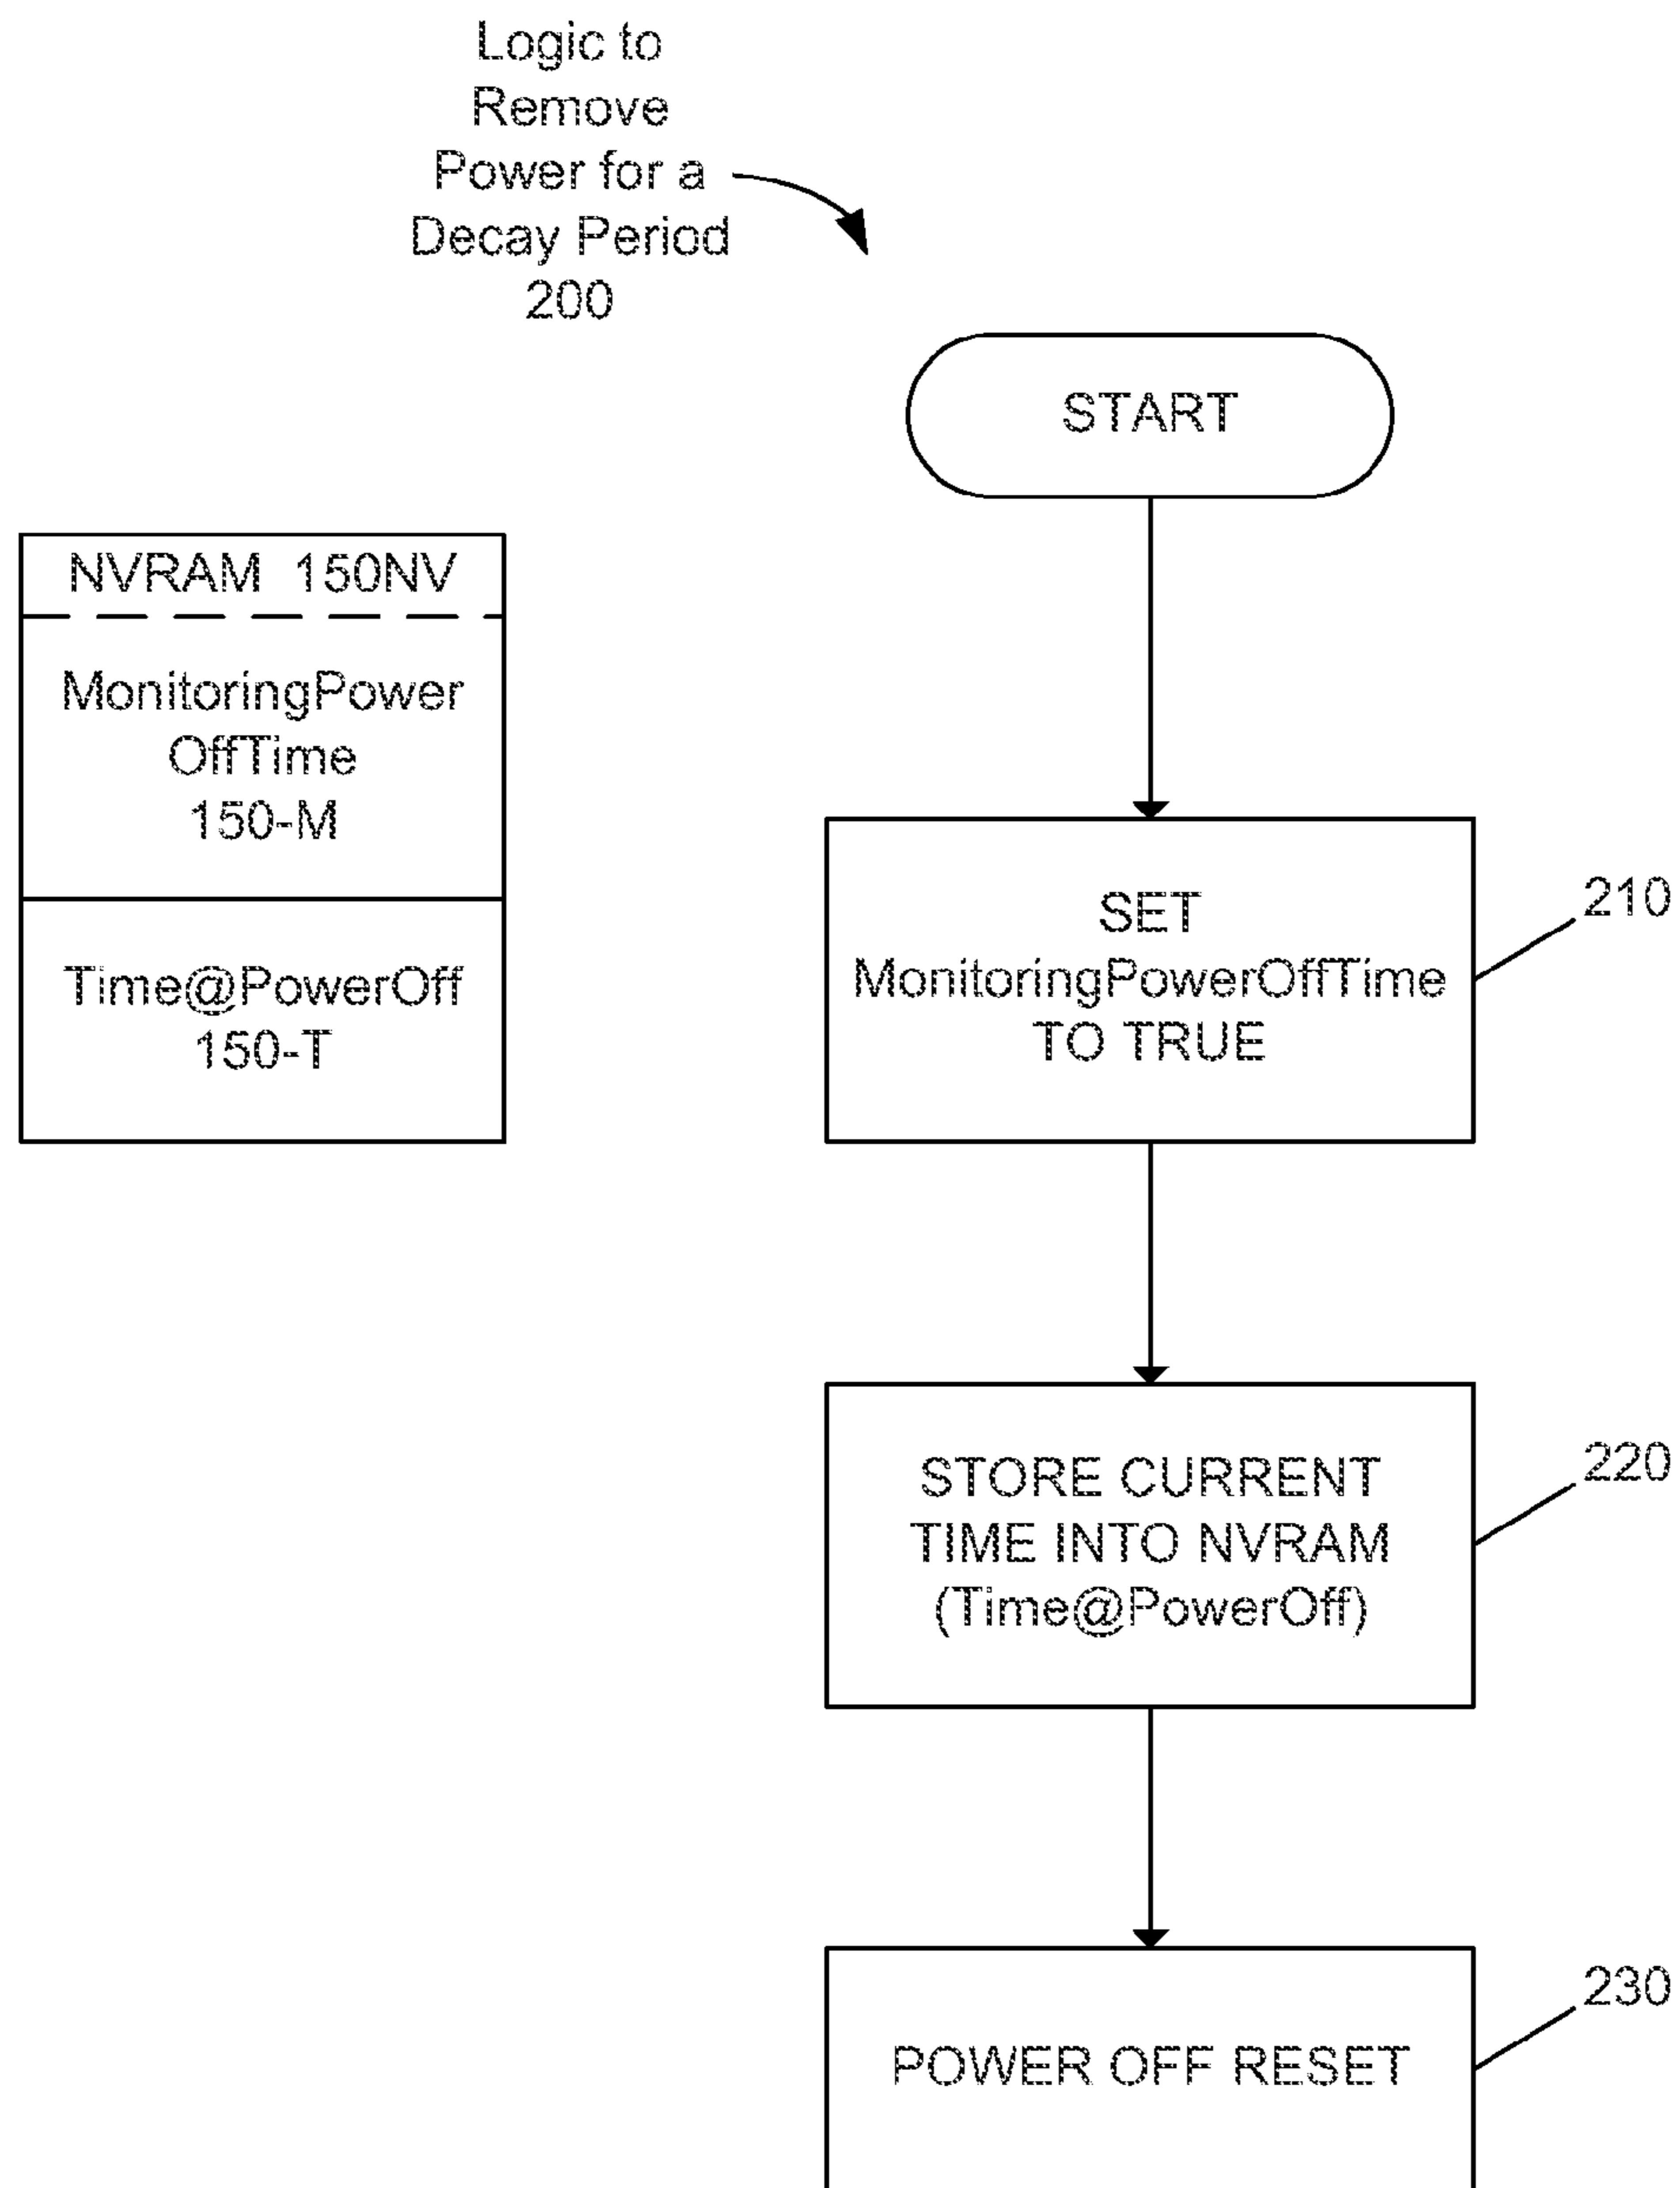 Logic to
Remove
Power for a
Decay Period
200
START
NVRAM 150NV
MonitoringPower
OffTime
150-M
Time@PowerOff
150-T
SET
MonitoringPowerOffTime
TO TRUE
210
STORE CURRENT
TIME INTO NVRAM
(Time@PowerOff)
220
POWER OFF RESET
230